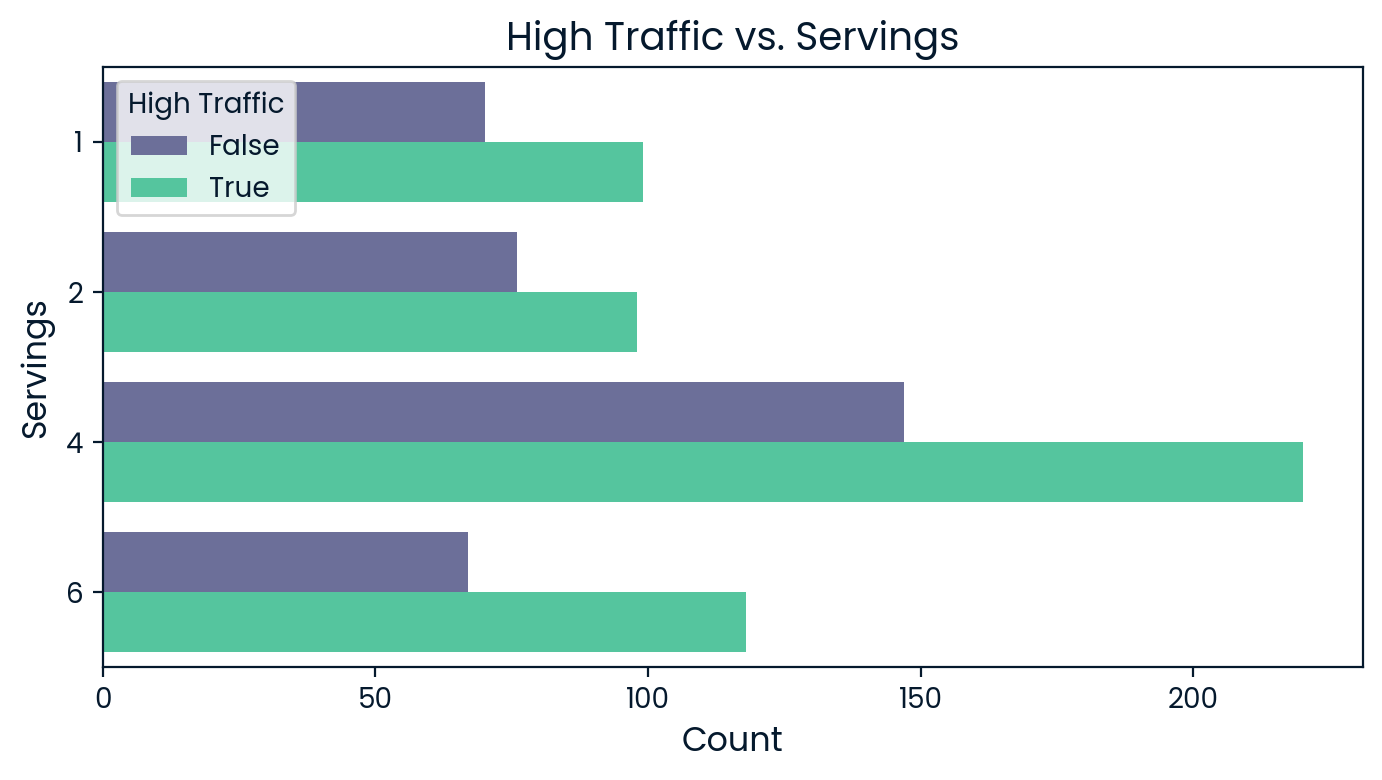 High Traffic vs. Servings
High Traffic
False
True
Servings
1
2
4
6
0 50 100 150 200
Count